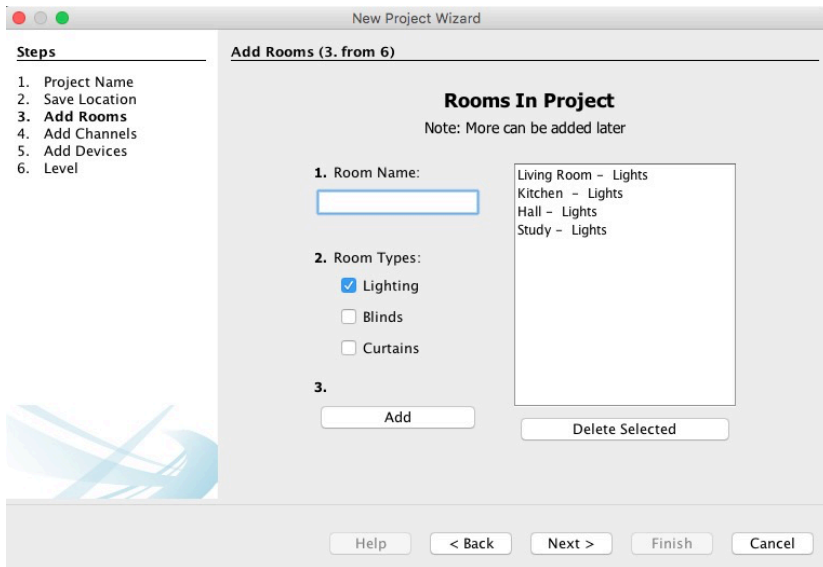 New Project Wizard
Steps
1. Project Name
2. Save Location
3. Add Rooms
4. Add Channels
5. Add Devices
6. Level
Add Rooms (3. from 6)
Rooms In Project
Note: More can be added later
1. Room Name:
2. Room Types:
Lighting
Blinds
Curtains
3.
Add
Living Room – Lights
Kitchen – Lights
Hall – Lights
Study – Lights
Delete Selected
Help
< Back
Next >
Finish
Cancel